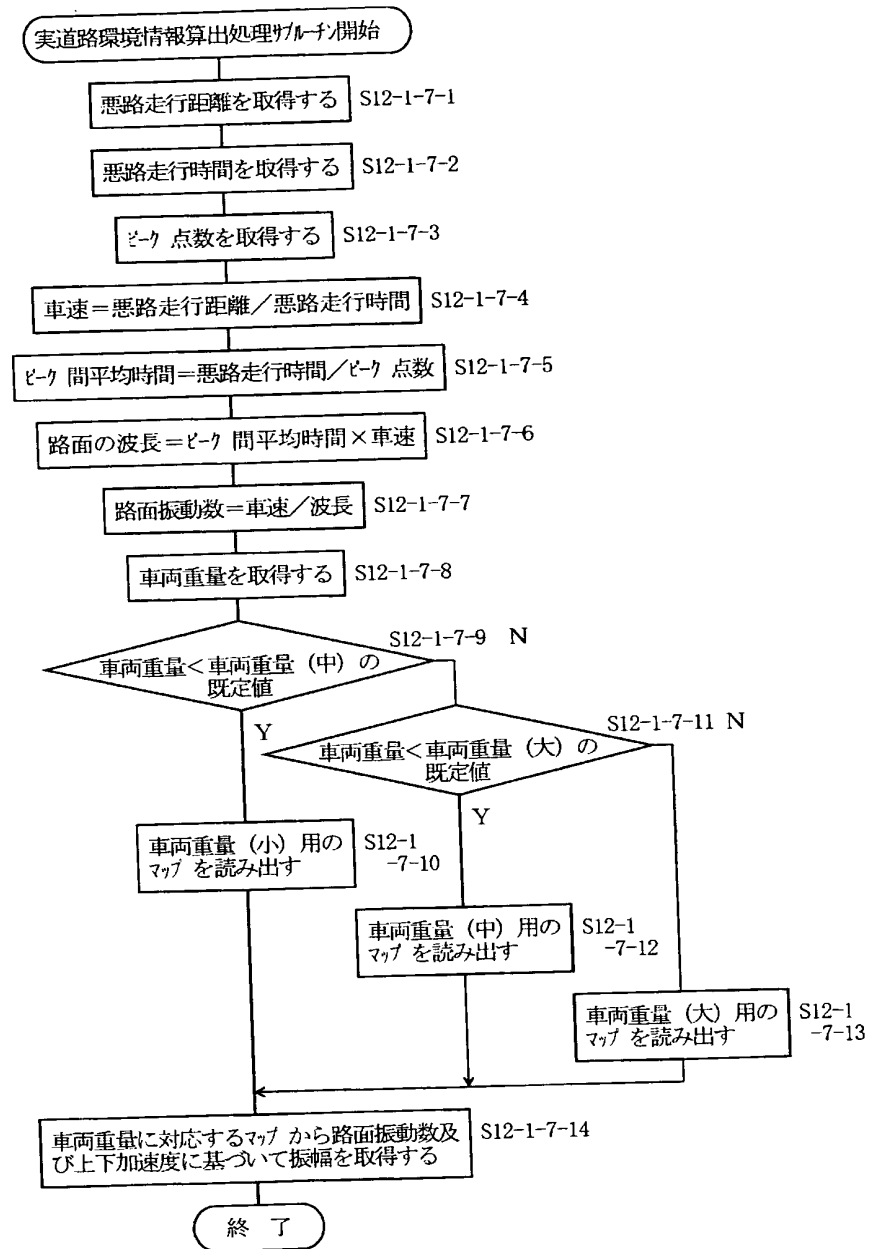 実道路環境情報算出処理ｻﾌﾞﾙｰﾁﾝ開始
悪路走行距離を取得する S12-1-7-1
悪路走行時間を取得する S12-1-7-2
ﾋﾟｰｸ 点数を取得する S12-1-7-3
車速＝悪路走行距離／悪路走行時間 S12-1-7-4
ﾋﾟｰｸ 間平均時間＝悪路走行時間／ﾋﾟｰｸ 点数 S12-1-7-5
路面の波長＝ﾋﾟｰｸ 間平均時間×車速 S12-1-7-6
路面振動数＝車速／波長 S12-1-7-7
車両重量を取得する S12-1-7-8
S12-1-7-9 N
車両重量＜車両重量（中）の
既定値
Y
S12-1-7-11 N
車両重量＜車両重量（大）の
既定値
Y
車両重量（小）用の
ﾏｯﾌﾟ を読み出す
S12-1
-7-10
車両重量（中）用の
ﾏｯﾌﾟ を読み出す
S12-1
-7-12
車両重量（大）用の
ﾏｯﾌﾟ を読み出す
S12-1
-7-13
車両重量に対応するﾏｯﾌﾟ から路面振動数及
び上下加速度に基づいて振幅を取得する
S12-1-7-14
終 了